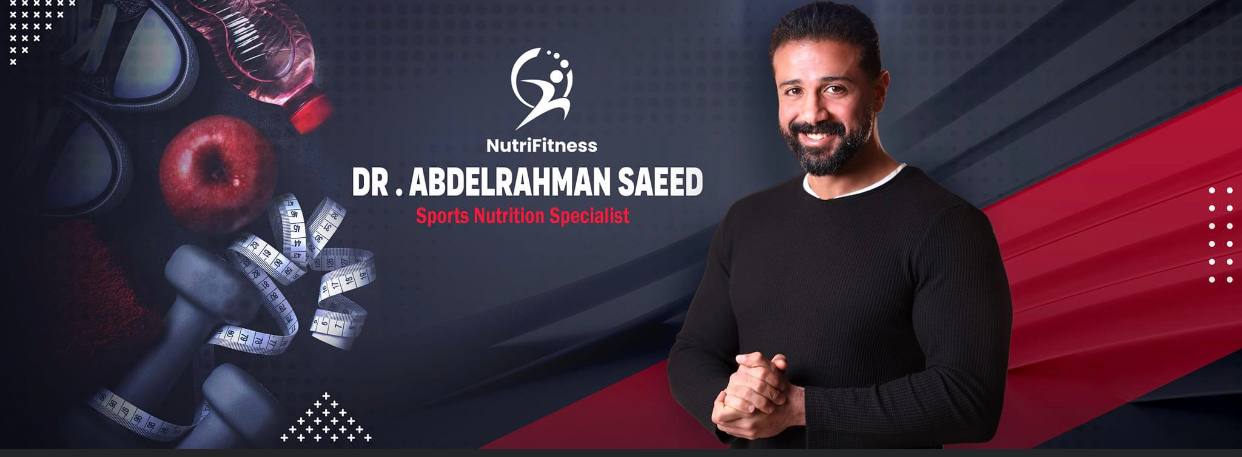 NutriFitness
DR . ABDELRAHMAN SAEED
Sports Nutrition Specialist